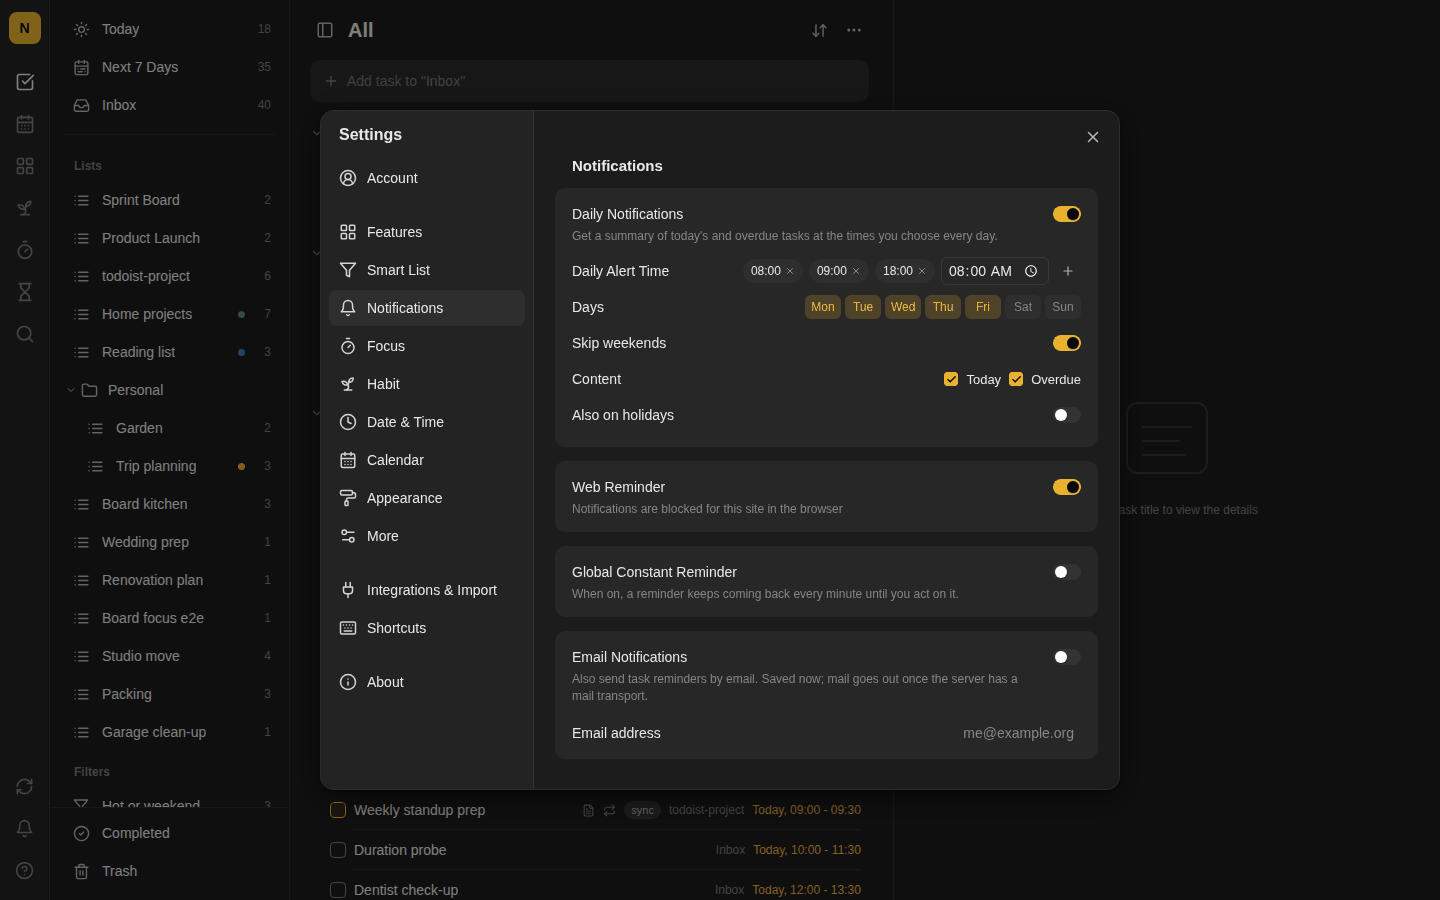 N
Today 18
Next 7 Days 35
Inbox 40
Lists
Sprint Board 2
Product Launch 2
todoist-project 6
Home projects 7
Reading list 3
Personal
Garden 2
Trip planning 3
Board kitchen 3
Wedding prep 1
Renovation plan 1
Board focus e2e 1
Studio move 4
Packing 3
Garage clean-up 1
Filters
Hot or weekend 3
Completed
Trash
All
Add task to "Inbox"
Settings
Account
Features
Smart List
Notifications
Focus
Habit
Date & Time
Calendar
Appearance
More
Integrations & Import
Shortcuts
About
Notifications
Daily Notifications
Get a summary of today's and overdue tasks at the times you choose every day.
Daily Alert Time 08:00 09:00 18:00 08:00 AM
Days Mon Tue Wed Thu Fri Sat Sun
Skip weekends
Content Today Overdue
Also on holidays
Web Reminder
Notifications are blocked for this site in the browser
Global Constant Reminder
When on, a reminder keeps coming back every minute until you act on it.
Email Notifications
Also send task reminders by email. Saved now; mail goes out once the server has a
mail transport.
Email address me@example.org
Weekly standup prep sync todoist-project Today, 09:00 - 09:30
Duration probe Inbox Today, 10:00 - 11:30
Dentist check-up Inbox Today, 12:00 - 13:30
title to view the details